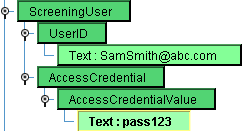 ScreeningUser
UserID
Text : SamSmith@abc.com
AccessCredential
AccessCredentialValue
Text : pass123